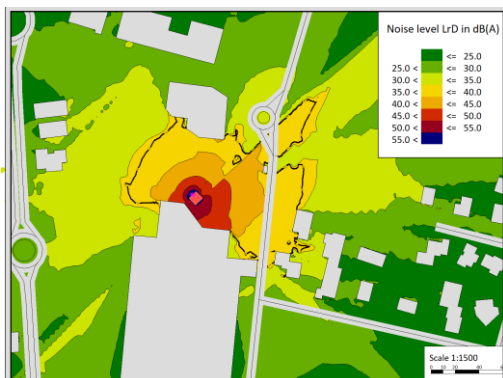 Noise level LrD in dB(A)
<= 25.0
25.0 < <= 30.0
30.0 < <= 35.0
35.0 < <= 40.0
40.0 < <= 45.0
45.0 < <= 50.0
50.0 < <= 55.0
55.0 <
Scale 1:1500